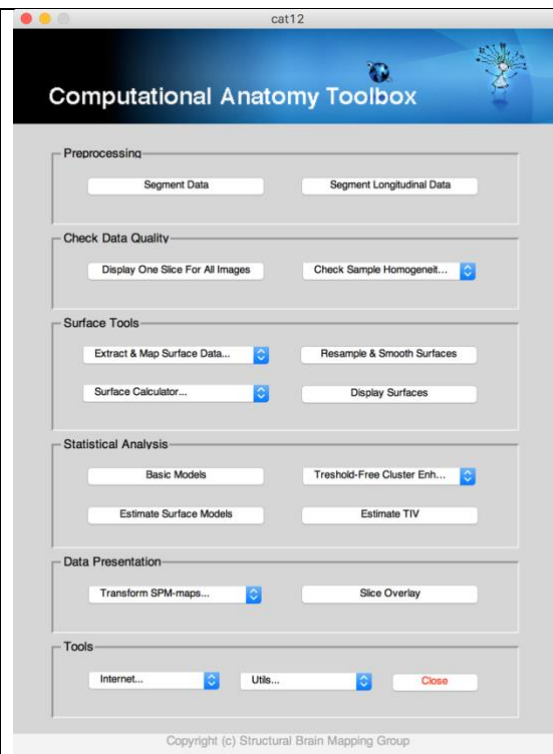 cat12
Computational Anatomy Toolbox
Preprocessing
Segment Data
Segment Longitudinal Data
Check Data Quality
Display One Slice For All Images
Check Sample Homogeneit...
Surface Tools
Extract & Map Surface Data...
Resample & Smooth Surfaces
Surface Calculator...
Display Surfaces
Statistical Analysis
Basic Models
Treshold-Free Cluster Enh...
Estimate Surface Models
Estimate TIV
Data Presentation
Transform SPM-maps...
Slice Overlay
Tools
Internet...
Utils...
Close
Copyright (c) Structural Brain Mapping Group